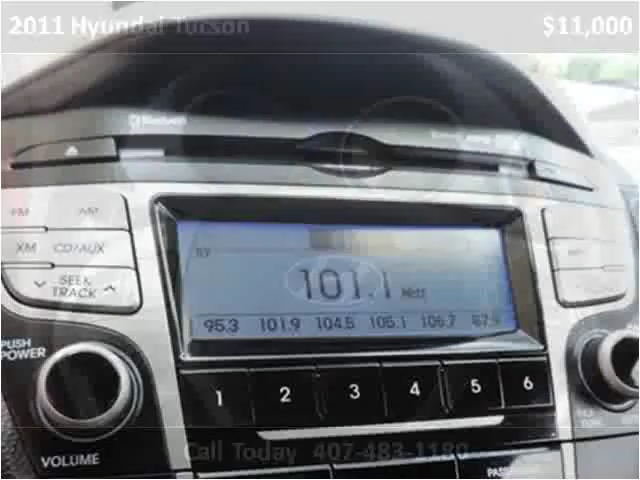 2011 Hyundai Tucson $11,000
Bluetooth
FM AM
XM CD/AUX
SEEK
TRACK
101.1 MHz
95.3 101.9 104.5 105.1 106.7
PUSH
POWER
1 2 3 4 5 6
VOLUME
Call Today 407-483-1180